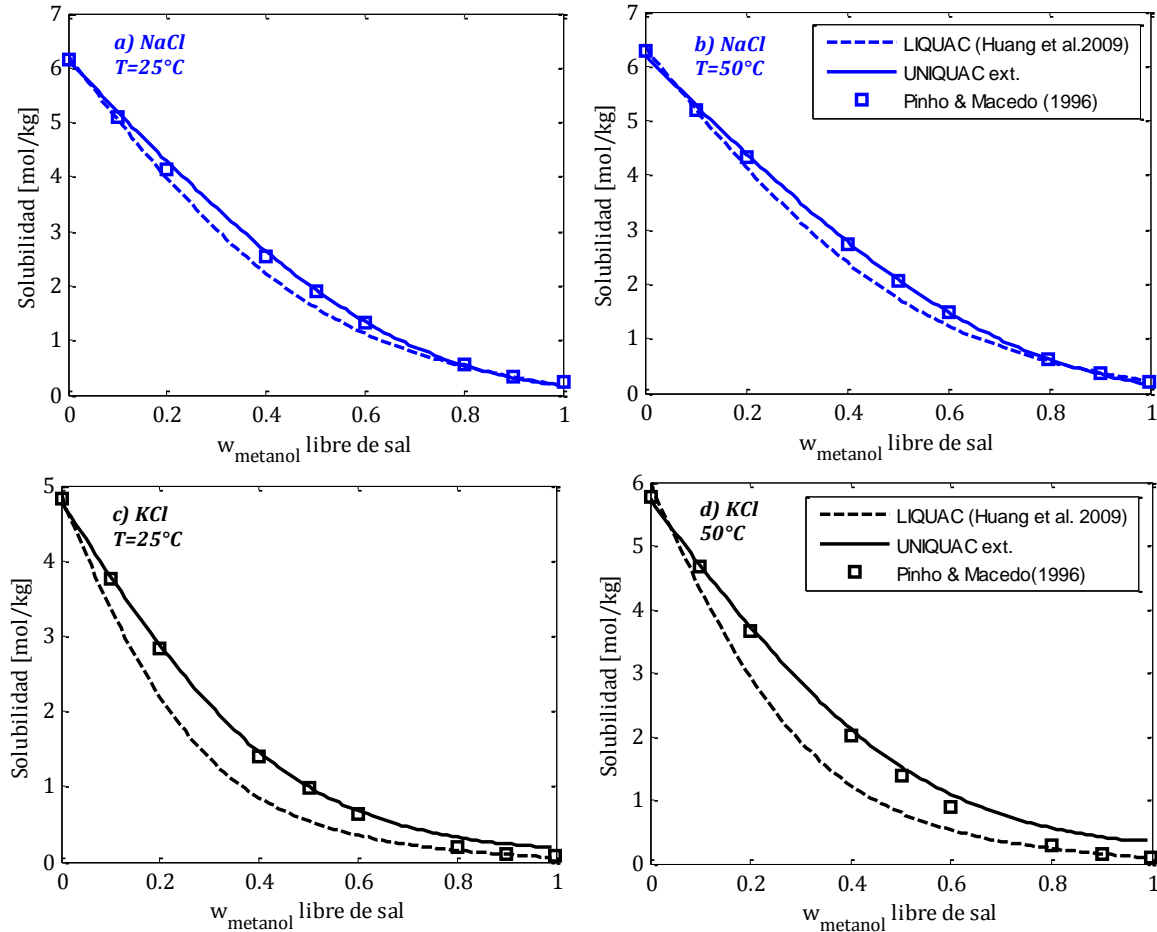 a) NaCl
T=25°C
Solubilidad [mol/kg]
7
6
5
4
3
2
1
0
0 0.2 0.4 0.6 0.8 1
w_metanol libre de sal
b) NaCl
T=50°C
LIQUAC (Huang et al.2009)
UNIQUAC ext.
Pinho & Macedo (1996)
Solubilidad [mol/kg]
7
6
5
4
3
2
1
0
0 0.2 0.4 0.6 0.8 1
w_metanol libre de sal
c) KCl
T=25°C
Solubilidad [mol/kg]
5
4
3
2
1
0
0 0.2 0.4 0.6 0.8 1
w_metanol libre de sal
d) KCl
50°C
LIQUAC (Huang et al. 2009)
UNIQUAC ext.
Pinho & Macedo(1996)
Solubilidad [mol/kg]
6
5
4
3
2
1
0
0 0.2 0.4 0.6 0.8 1
w_metanol libre de sal